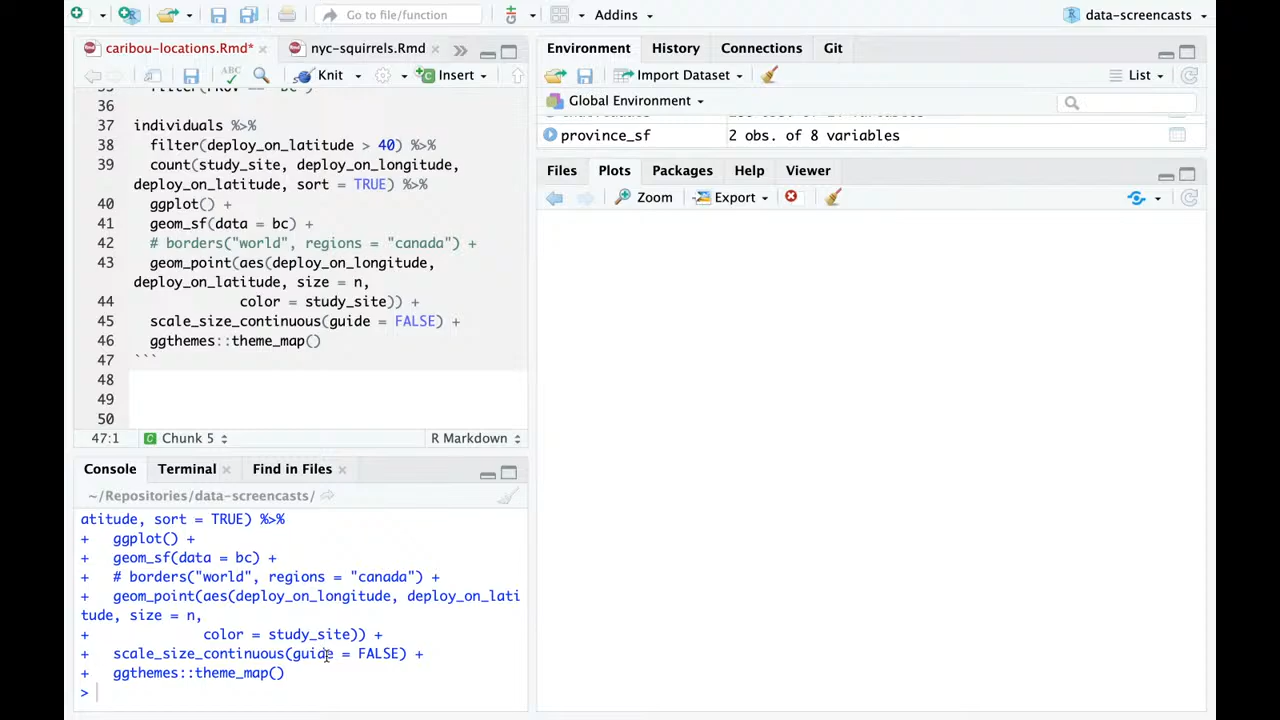 Go to file/function
Addins
data-screencasts
caribou-locations.Rmd*
nyc-squirrels.Rmd
ABC
Knit
Insert
36
37 individuals %>%
38 filter(deploy_on_latitude > 40) %>%
39 count(study_site, deploy_on_longitude,
deploy_on_latitude, sort = TRUE) %>%
40 ggplot() +
41 geom_sf(data = bc) +
42 # borders("world", regions = "canada") +
43 geom_point(aes(deploy_on_longitude,
deploy_on_latitude, size = n,
44 color = study_site)) +
45 scale_size_continuous(guide = FALSE) +
46 ggthemes::theme_map()
47 ```
48
49
50
47:1 Chunk 5 R Markdown
Console Terminal Find in Files
~/Repositories/data-screencasts/
atitude, sort = TRUE) %>%
+ ggplot() +
+ geom_sf(data = bc) +
+ # borders("world", regions = "canada") +
+ geom_point(aes(deploy_on_longitude, deploy_on_lati
tude, size = n,
+ color = study_site)) +
+ scale_size_continuous(guide = FALSE) +
+ ggthemes::theme_map()
>
Environment History Connections Git
Import Dataset
List
Global Environment
province_sf 2 obs. of 8 variables
Files Plots Packages Help Viewer
Zoom Export